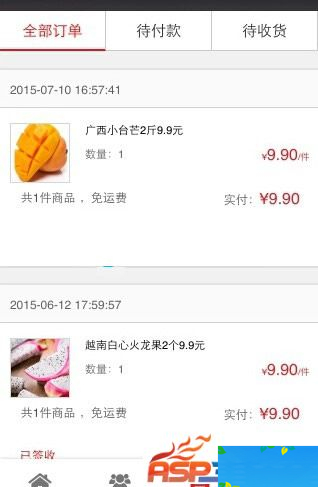 全部订单 待付款 待收货
2015-07-10 16:57:41
广西小台芒2斤9.9元
数量：1 ¥9.90/件
共1件商品 ，免运费 实付：¥9.90
2015-06-12 17:59:57
越南白心火龙果2个9.9元
数量：1 ¥9.90/件
共1件商品 ，免运费 实付：¥9.90
已签收
ASP